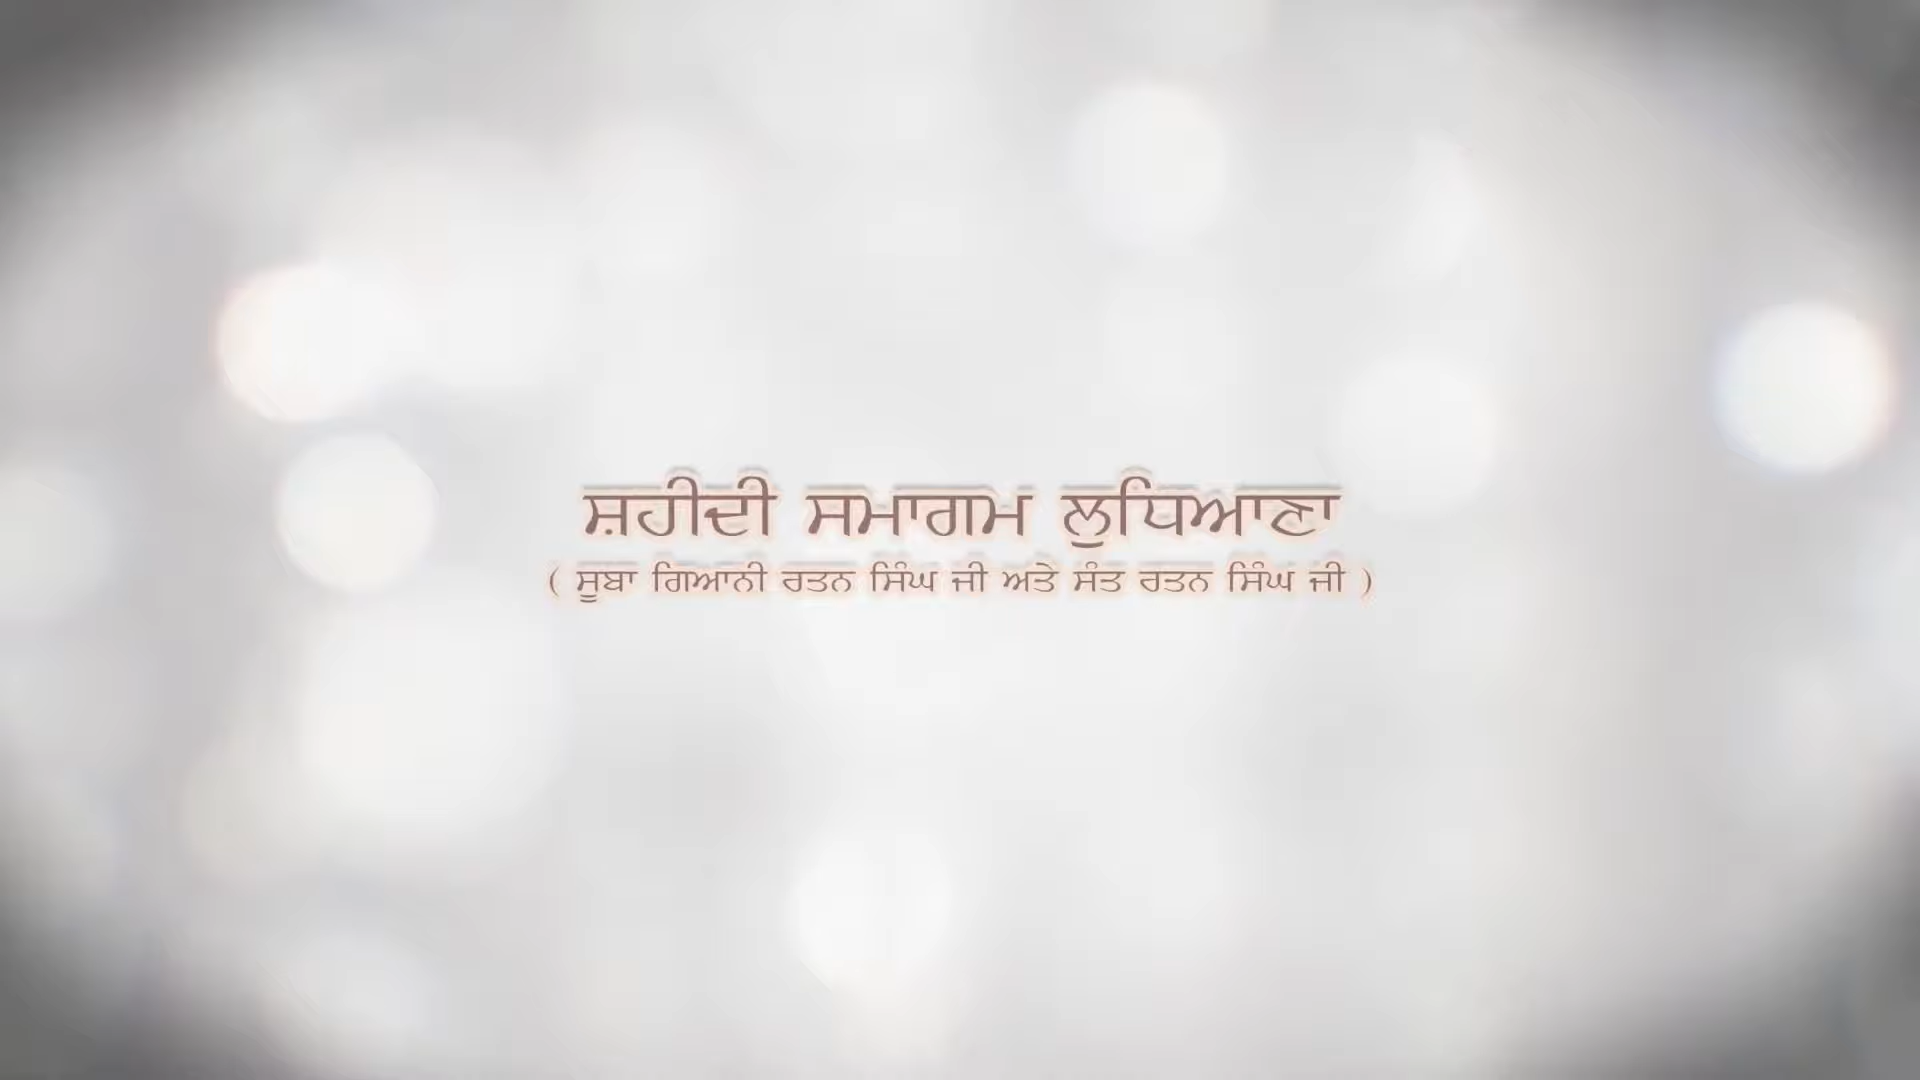 ਸ਼ਹੀਦੀ ਸਮਾਗਮ ਲੁਧਿਆਣਾ
( ਸੂਬਾ ਗਿਆਨੀ ਰਤਨ ਸਿੰਘ ਜੀ ਅਤੇ ਸੰਤ ਰਤਨ ਸਿੰਘ ਜੀ )